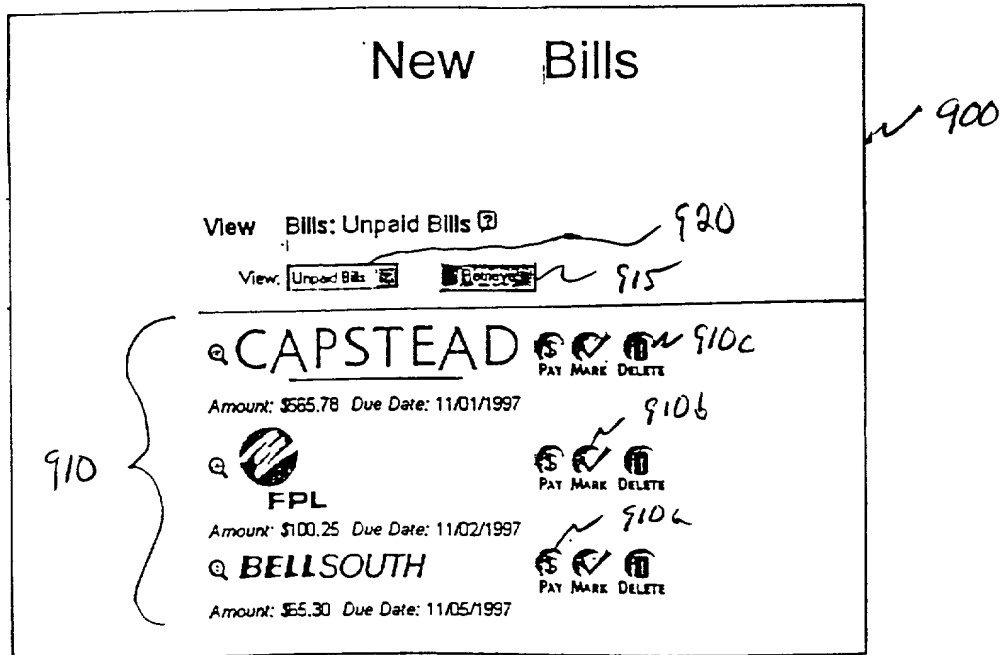 New Bills
900
View Bills: Unpaid Bills ?
920
View: Unpaid Bills
Retrieve
915
CAPSTEAD
PAY MARK DELETE
910c
Amount: $565.78 Due Date: 11/01/1997
910b
910
FPL
PAY MARK DELETE
Amount: $100.25 Due Date: 11/02/1997
910a
BELLSOUTH
PAY MARK DELETE
Amount: $65.30 Due Date: 11/05/1997